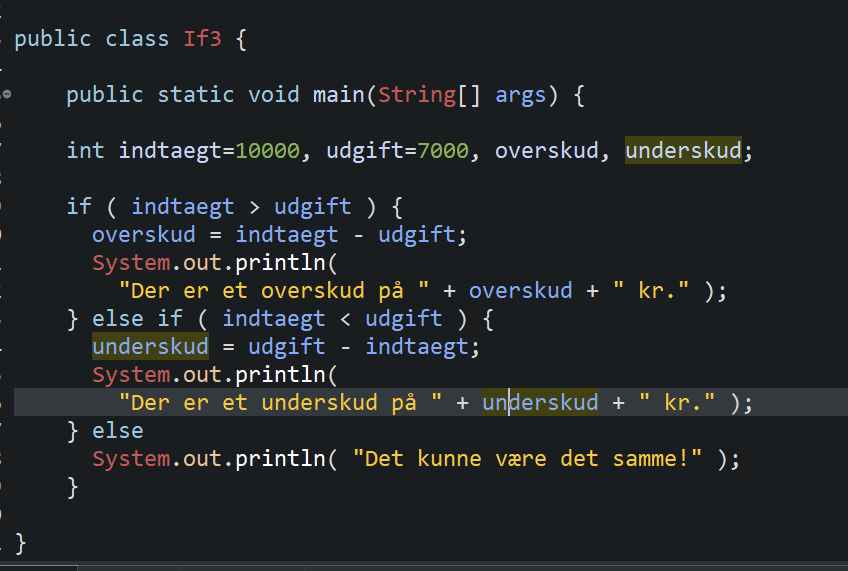 public class If3 {
public static void main(String[] args) {
int indtaegt=10000, udgift=7000, overskud, underskud;
if ( indtaegt > udgift ) {
overskud = indtaegt - udgift;
System.out.println(
"Der er et overskud på " + overskud + " kr." );
} else if ( indtaegt < udgift ) {
underskud = udgift - indtaegt;
System.out.println(
"Der er et underskud på " + underskud + " kr." );
} else
System.out.println( "Det kunne være det samme!" );
}
}